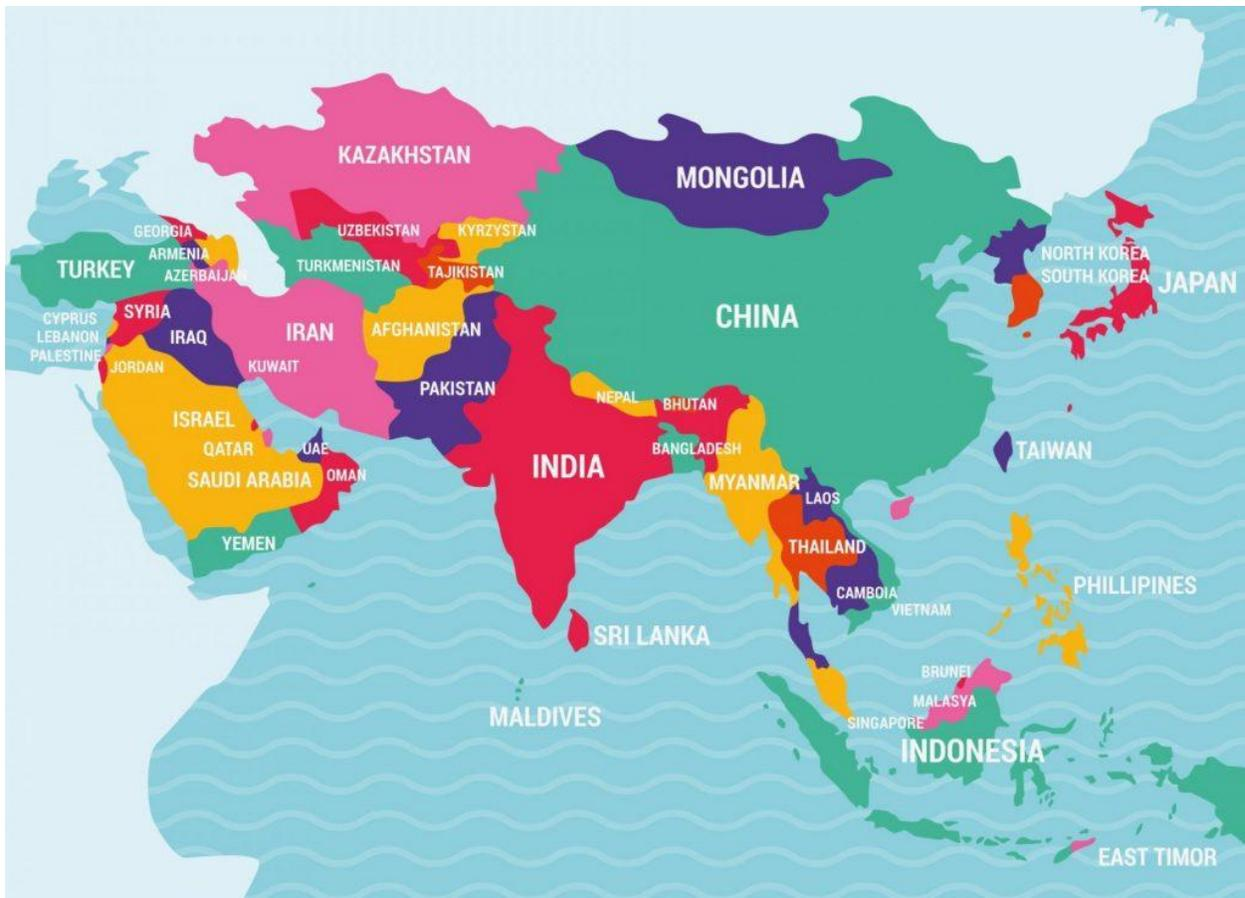 KAZAKHSTAN
MONGOLIA
GEORGIA
UZBEKISTAN
KYRZYSTAN
ARMENIA
TURKEY
AZERBAIJAN
TURKMENISTAN
TAJIKISTAN
NORTH KOREA
SOUTH KOREA
JAPAN
CYPRUS
SYRIA
LEBANON
IRAQ
IRAN
AFGHANISTAN
CHINA
PALESTINE
JORDAN
KUWAIT
PAKISTAN
NEPAL
BHUTAN
ISRAEL
QATAR
UAE
BANGLADESH
TAIWAN
SAUDI ARABIA
OMAN
INDIA
MYANMAR
LAOS
YEMEN
THAILAND
PHILLIPINES
CAMBOIA
VIETNAM
SRI LANKA
BRUNEI
MALASYA
MALDIVES
SINGAPORE
INDONESIA
EAST TIMOR